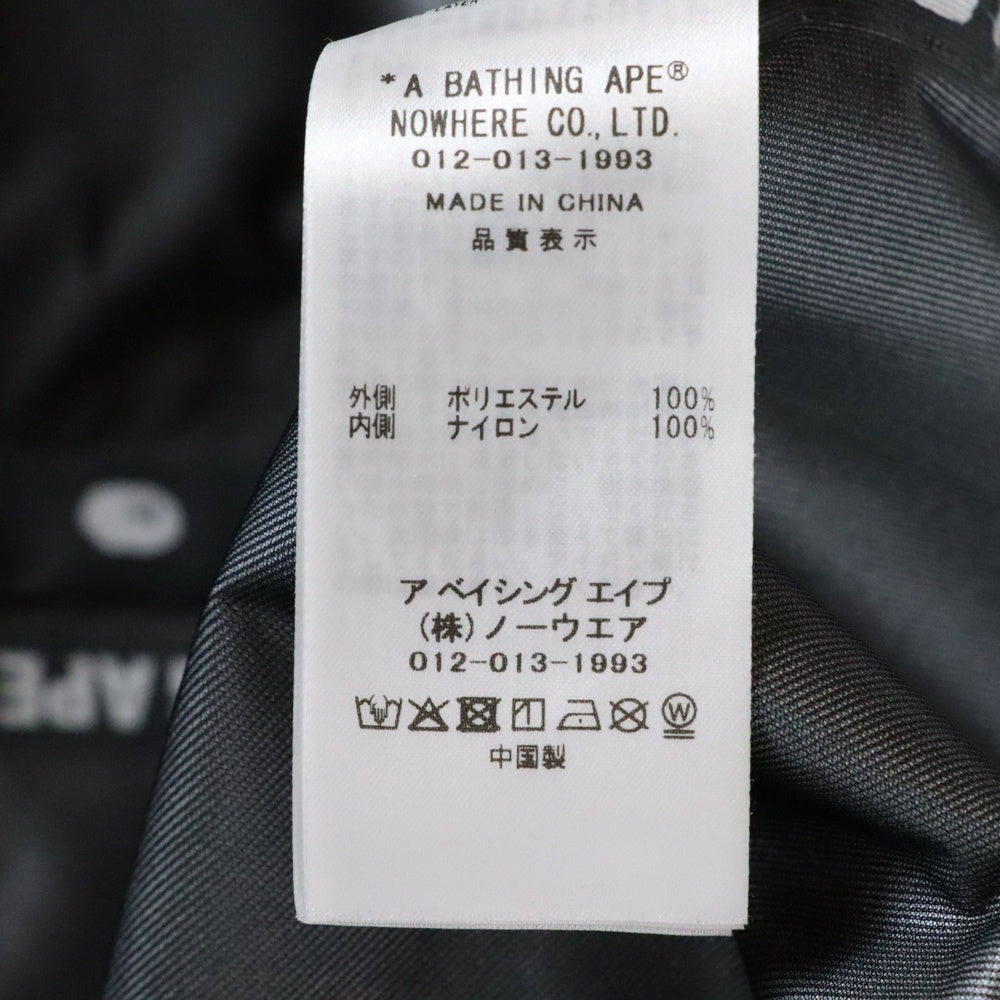 *A BATHING APE®
NOWHERE CO.,LTD.
012-013-1993
MADE IN CHINA
品質表示
外側 ポリエステル 100%
内側 ナイロン 100%
ア ベイシング エイプ
(株)ノーウエア
012-013-1993
W
中国製
APE